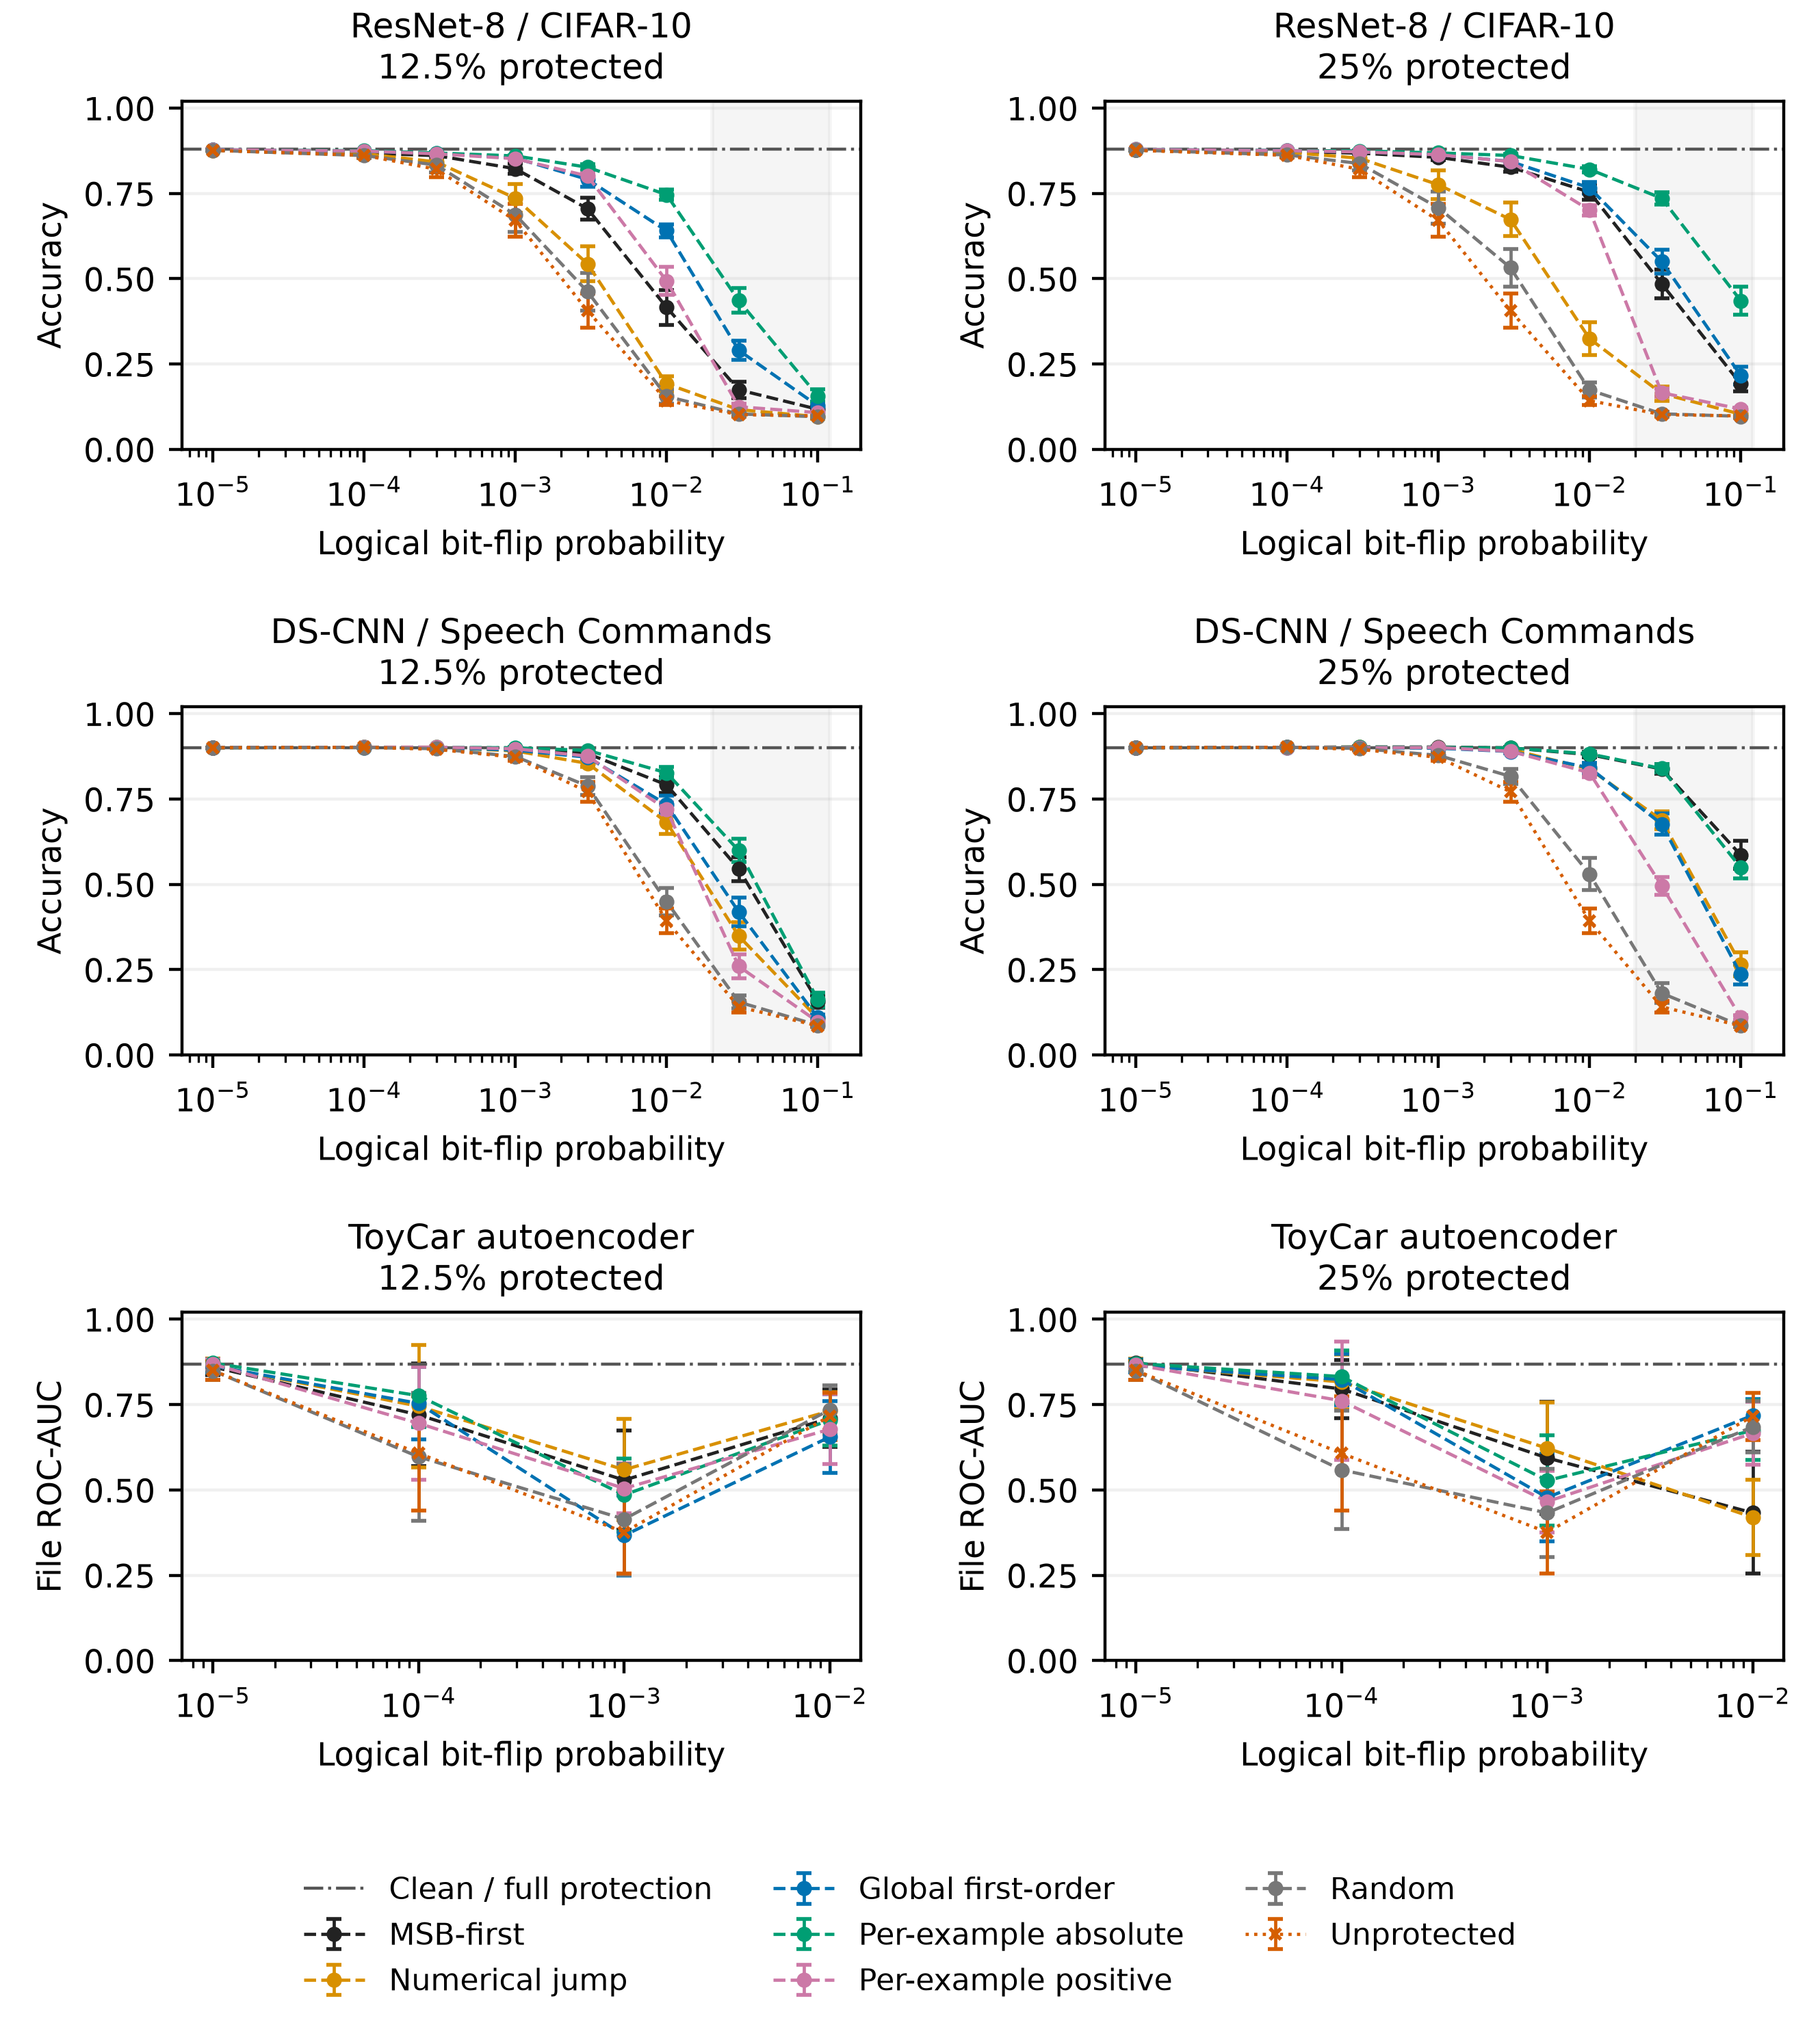 ResNet-8 / CIFAR-10
12.5% protected
1.00
0.75
0.50
0.25
0.00
Accuracy
10⁻⁵ 10⁻⁴ 10⁻³ 10⁻² 10⁻¹
Logical bit-flip probability
ResNet-8 / CIFAR-10
25% protected
1.00
0.75
0.50
0.25
0.00
Accuracy
10⁻⁵ 10⁻⁴ 10⁻³ 10⁻² 10⁻¹
Logical bit-flip probability
DS-CNN / Speech Commands
12.5% protected
1.00
0.75
0.50
0.25
0.00
Accuracy
10⁻⁵ 10⁻⁴ 10⁻³ 10⁻² 10⁻¹
Logical bit-flip probability
DS-CNN / Speech Commands
25% protected
1.00
0.75
0.50
0.25
0.00
Accuracy
10⁻⁵ 10⁻⁴ 10⁻³ 10⁻² 10⁻¹
Logical bit-flip probability
ToyCar autoencoder
12.5% protected
1.00
0.75
0.50
0.25
0.00
File ROC-AUC
10⁻⁵ 10⁻⁴ 10⁻³ 10⁻²
Logical bit-flip probability
ToyCar autoencoder
25% protected
1.00
0.75
0.50
0.25
0.00
File ROC-AUC
10⁻⁵ 10⁻⁴ 10⁻³ 10⁻²
Logical bit-flip probability
Clean / full protection
MSB-first
Numerical jump
Global first-order
Per-example absolute
Per-example positive
Random
Unprotected